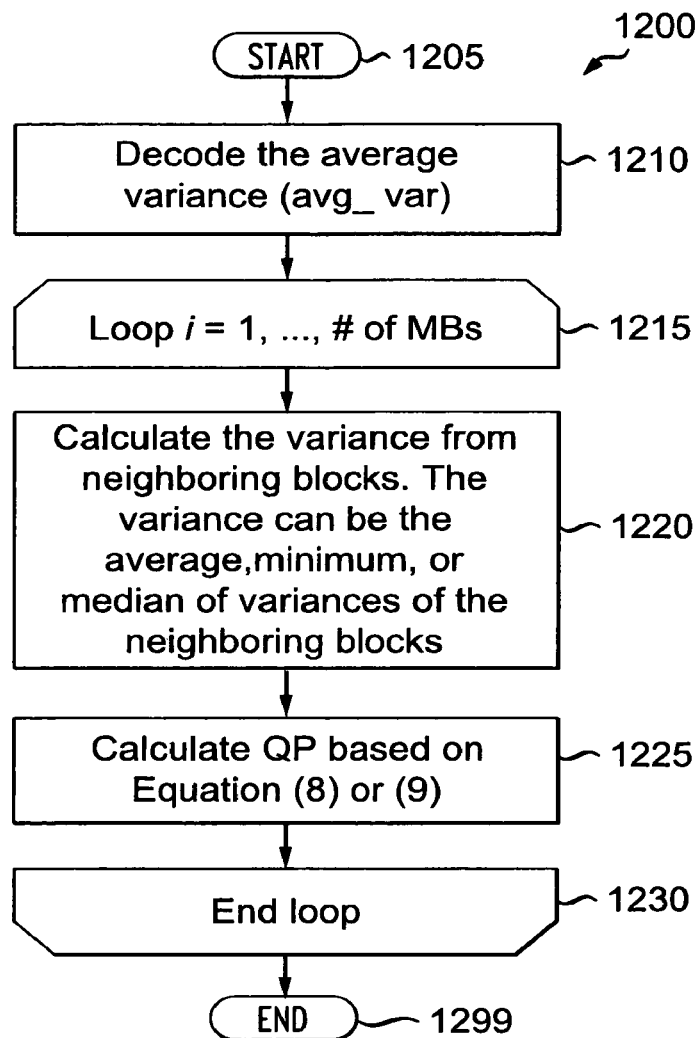 1200
START 1205
Decode the average
variance (avg_ var)
1210
Loop i = 1, ..., # of MBs
1215
Calculate the variance from
neighboring blocks. The
variance can be the
average,minimum, or
median of variances of the
neighboring blocks
1220
Calculate QP based on
Equation (8) or (9)
1225
End loop
1230
END 1299